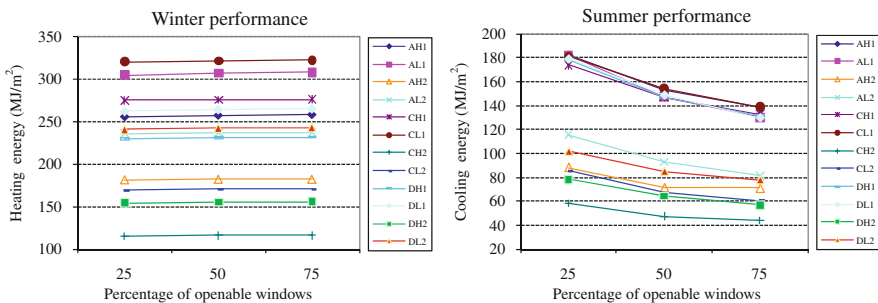 Winter performance
Heating energy (MJ/m²)
350
300
250
200
150
100
25
50
75
Percentage of openable windows
AH1
AL1
AH2
AL2
CH1
CL1
CH2
CL2
DH1
DL1
DH2
DL2
Summer performance
Cooling energy (MJ/m²)
200
180
160
140
120
100
80
60
40
20
25
50
75
Percentage of openable windows
AH1
AL1
AH2
AL2
CH1
CL1
CH2
CL2
DH1
DL1
DH2
DL2